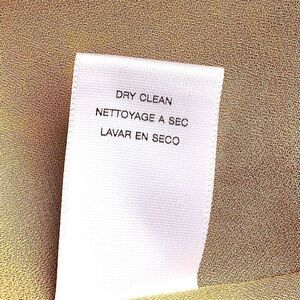 DRY CLEAN
NETTOYAGE A SEC
LAVAR EN SECO